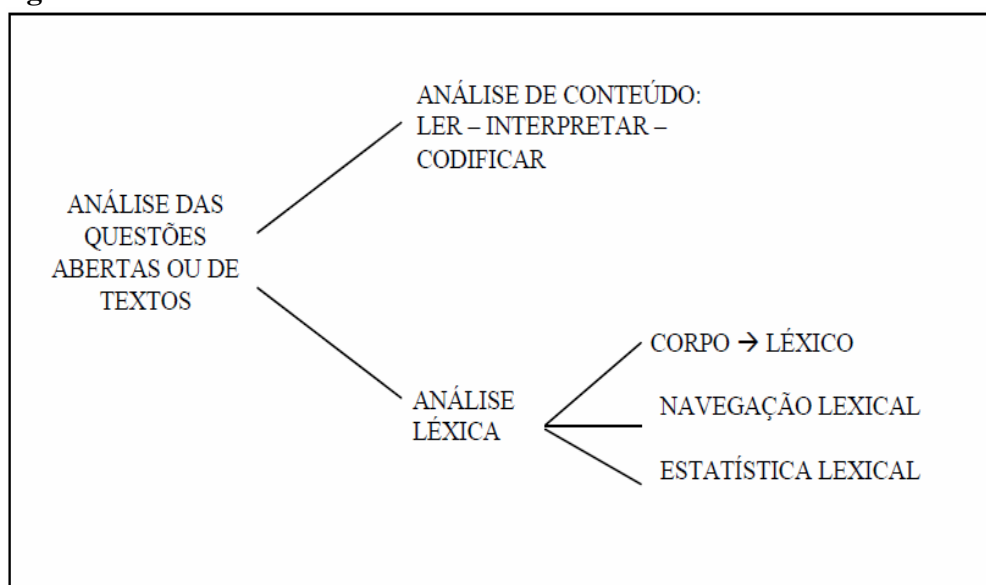 ANÁLISE DE CONTEÚDO:
LER – INTERPRETAR –
CODIFICAR
ANÁLISE DAS
QUESTÕES
ABERTAS OU DE
TEXTOS
CORPO → LÉXICO
ANÁLISE
LÉXICA
NAVEGAÇÃO LEXICAL
ESTATÍSTICA LEXICAL